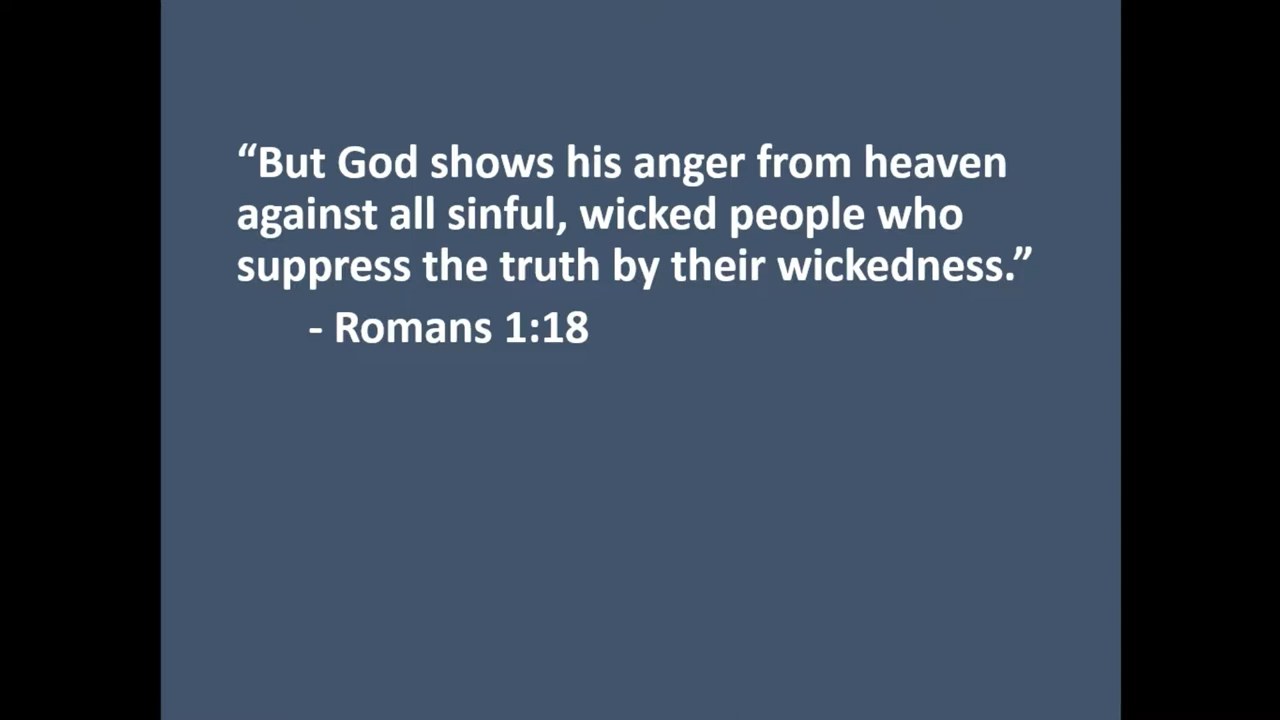 “But God shows his anger from heaven
against all sinful, wicked people who
suppress the truth by their wickedness.”
- Romans 1:18